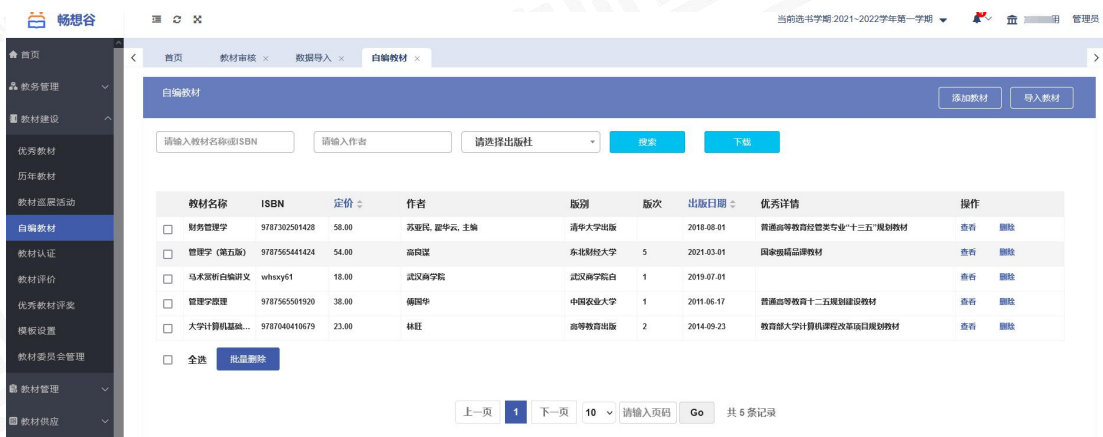 畅想谷
当前选书学期:2021~2022学年第一学期
管理员
首页
教务管理
教材建设
优秀教材
历年教材
教材巡展活动
自编教材
教材认证
教材评价
优秀教材评奖
模板设置
教材委员会管理
教材管理
教材供应
首页 教材审核 × 数据导入 × 自编教材 ×
自编教材 添加教材 导入教材
请输入教材名称或ISBN 请输入作者 请选择出版社 搜索 下载
教材名称 ISBN 定价 作者 版别 版次 出版日期 优秀详情 操作
财务管理学 9787302501428 58.00 苏亚民, 翟华云, 主编 清华大学出版 2018-08-01 普通高等教育经管类专业“十三五”规划教材 查看 删除
管理学（第五版） 9787565441424 54.00 高良谋 东北财经大学 5 2021-03-01 国家级精品课教材 查看 删除
马术赏析自编讲义 whsxy61 18.00 武汉商学院 武汉商学院自 1 2019-07-01 查看 删除
管理学原理 9787565501920 38.00 傅国华 中国农业大学 1 2011-06-17 普通高等教育十二五规划建设教材 查看 删除
大学计算机基础... 9787040410679 23.00 林旺 高等教育出版 2 2014-09-23 教育部大学计算机课程改革项目规划教材 查看 删除
全选 批量删除
上一页 1 下一页 10 请输入页码 Go 共 5 条记录